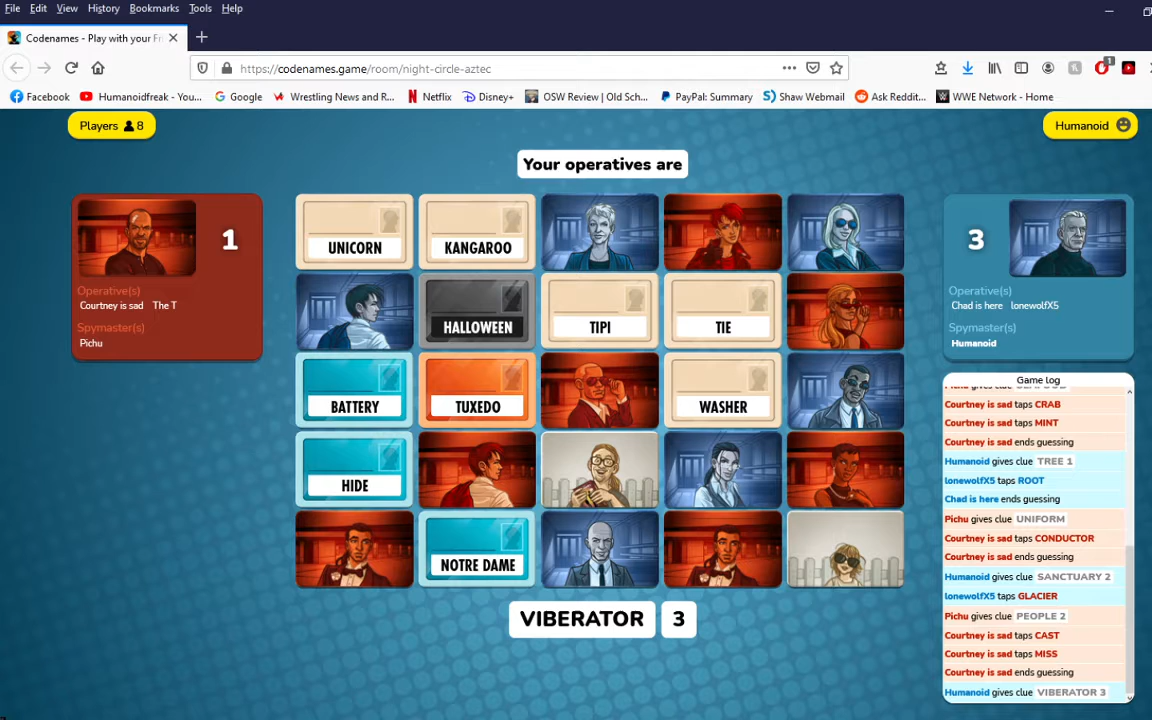 File Edit View History Bookmarks Tools Help
Codenames - Play with your Fri
https://codenames.game/room/night-circle-aztec
Facebook Humanoidfreak - You... Google Wrestling News and R... Netflix Disney+ OSW Review | Old Sch... PayPal: Summary Shaw Webmail Ask Reddit... WWE Network - Home
1
Players 8
Humanoid
Your operatives are
1
Operative(s)
Courtney is sad The T
Spymaster(s)
Pichu
UNICORN
KANGAROO
HALLOWEEN
TIPI
TIE
BATTERY
TUXEDO
WASHER
HIDE
NOTRE DAME
VIBERATOR 3
3
Operative(s)
Chad is here lonewolfX5
Spymaster(s)
Humanoid
Game log
Courtney is sad taps CRAB
Courtney is sad taps MINT
Courtney is sad ends guessing
Humanoid gives clue TREE 1
lonewolfX5 taps ROOT
Chad is here ends guessing
Pichu gives clue UNIFORM
Courtney is sad taps CONDUCTOR
Courtney is sad ends guessing
Humanoid gives clue SANCTUARY 2
lonewolfX5 taps GLACIER
Pichu gives clue PEOPLE 2
Courtney is sad taps CAST
Courtney is sad taps MISS
Courtney is sad ends guessing
Humanoid gives clue VIBERATOR 3